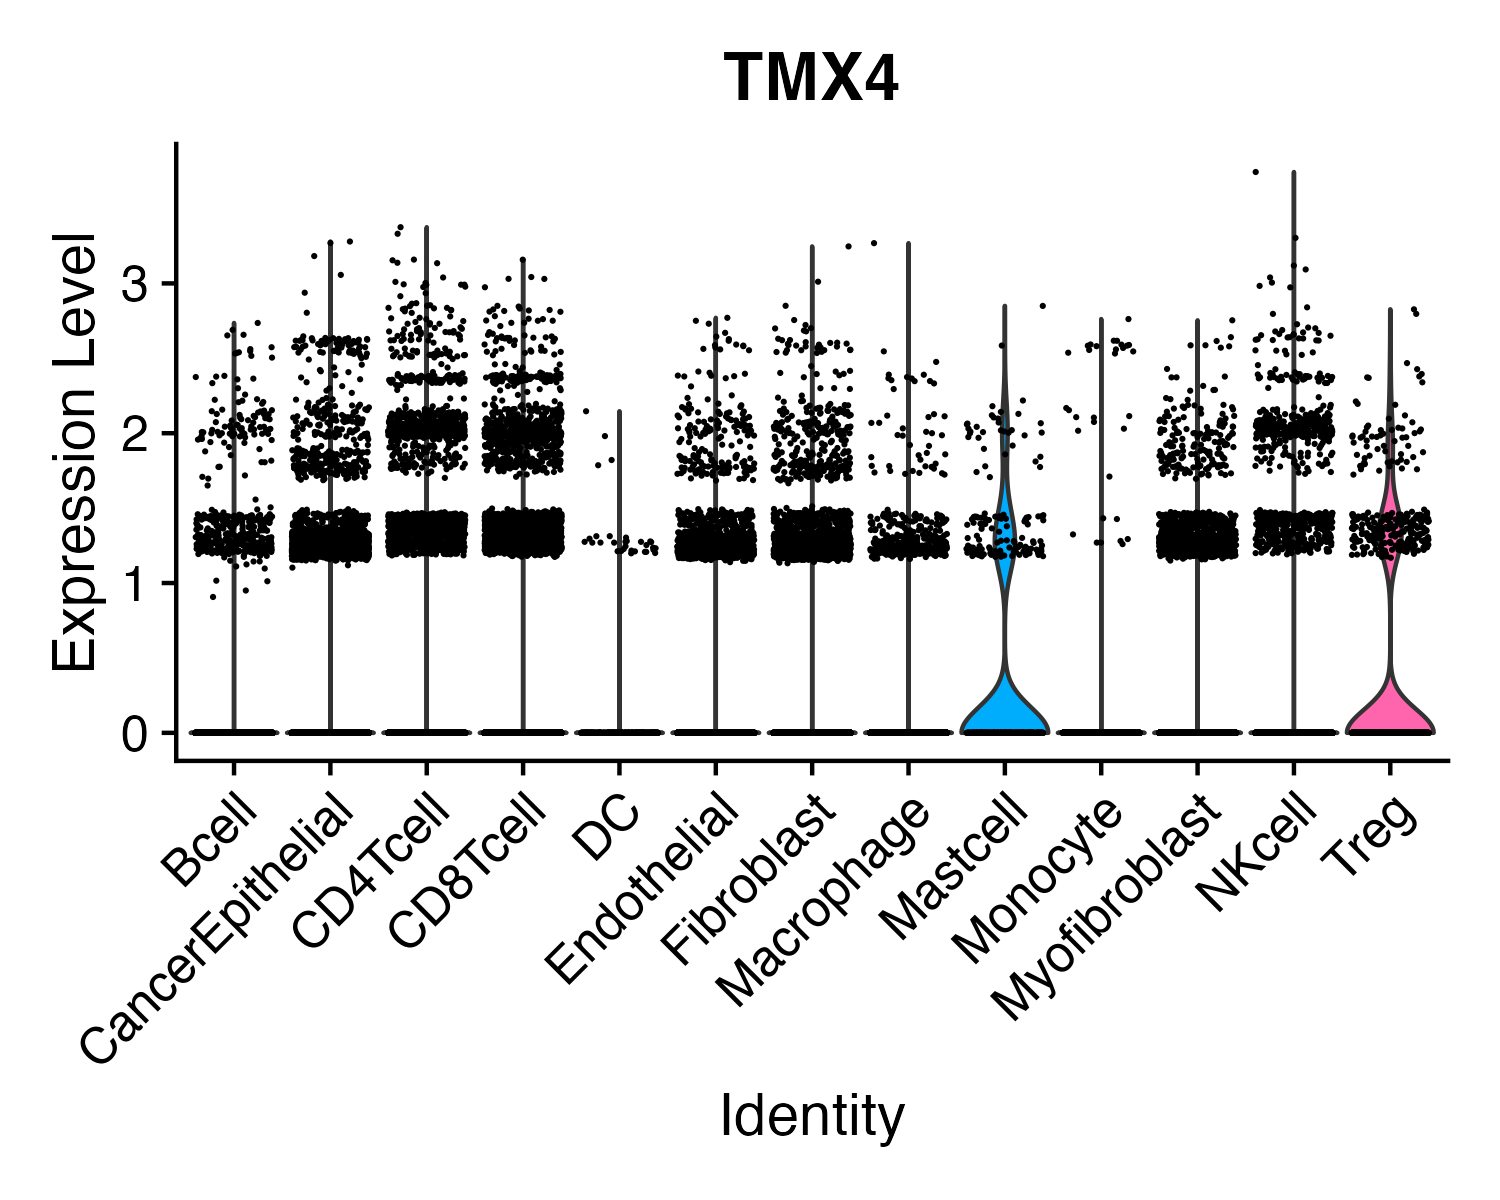 TMX4
Expression Level
3
2
1
0
Bcell
CancerEpithelial
CD4Tcell
CD8Tcell
DC
Endothelial
Fibroblast
Macrophage
Mastcell
Monocyte
Myofibroblast
NKcell
Treg
Identity